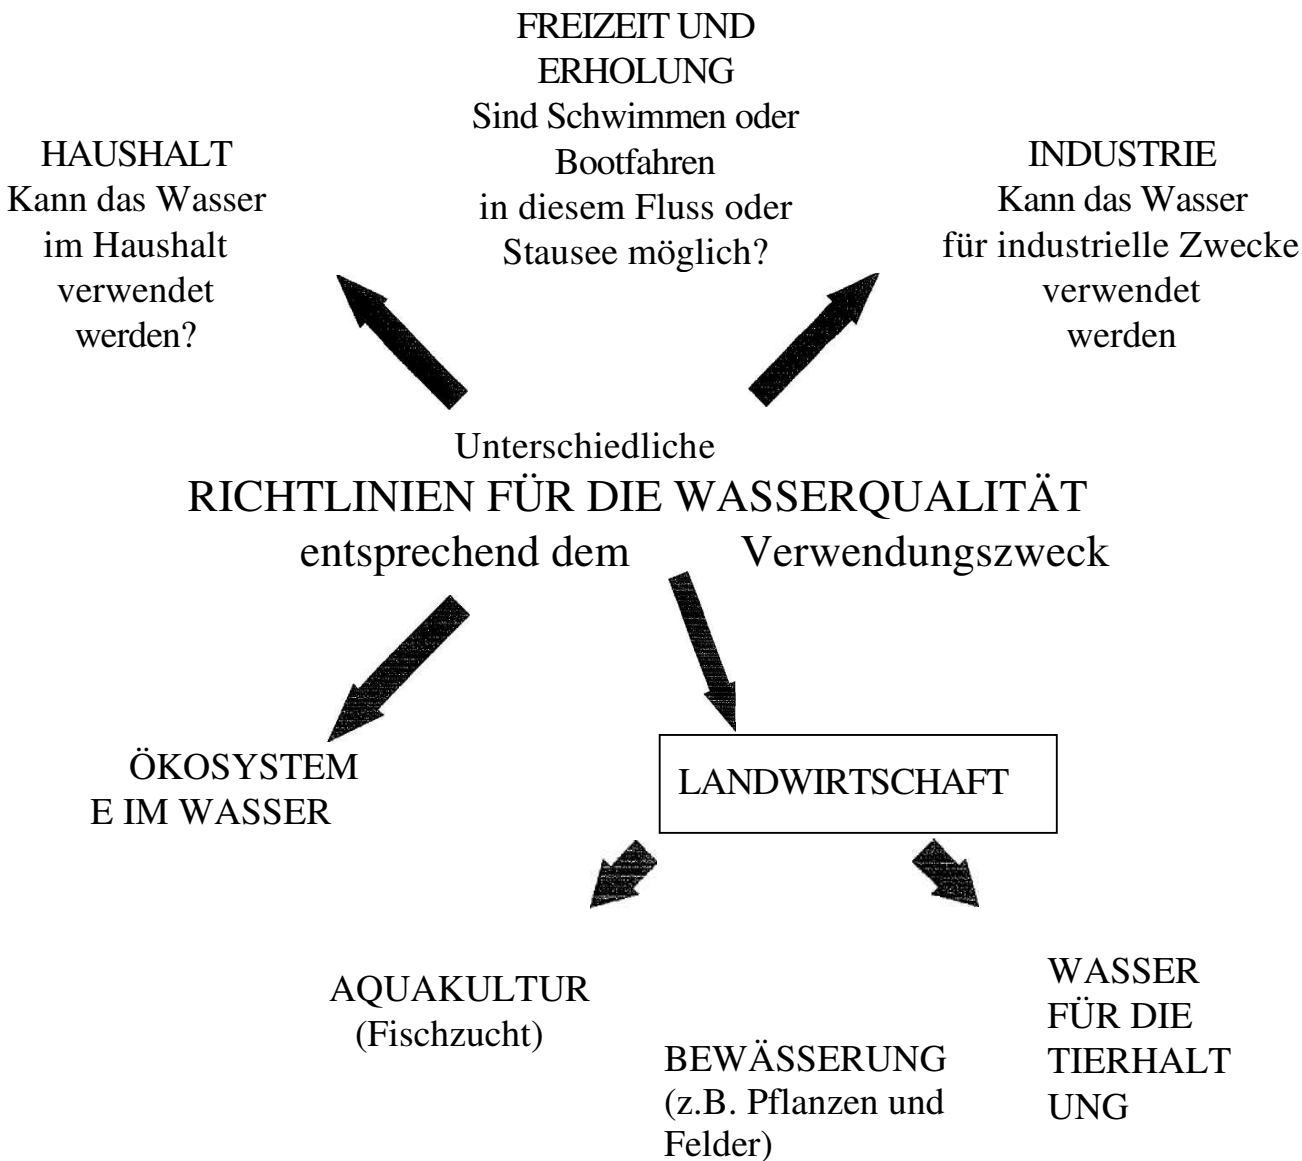 FREIZEIT UND
ERHOLUNG
Sind Schwimmen oder
Bootfahren
in diesem Fluss oder
Stausee möglich?
HAUSHALT
Kann das Wasser
im Haushalt
verwendet
werden?
INDUSTRIE
Kann das Wasser
für industrielle Zwecke
verwendet
werden
Unterschiedliche
RICHTLINIEN FÜR DIE WASSERQUALITÄT
entsprechend dem Verwendungszweck
ÖKOSYSTEM
E IM WASSER
LANDWIRTSCHAFT
AQUAKULTUR
(Fischzucht)
BEWÄSSERUNG
(z.B. Pflanzen und
Felder)
WASSER
FÜR DIE
TIERHALT
UNG